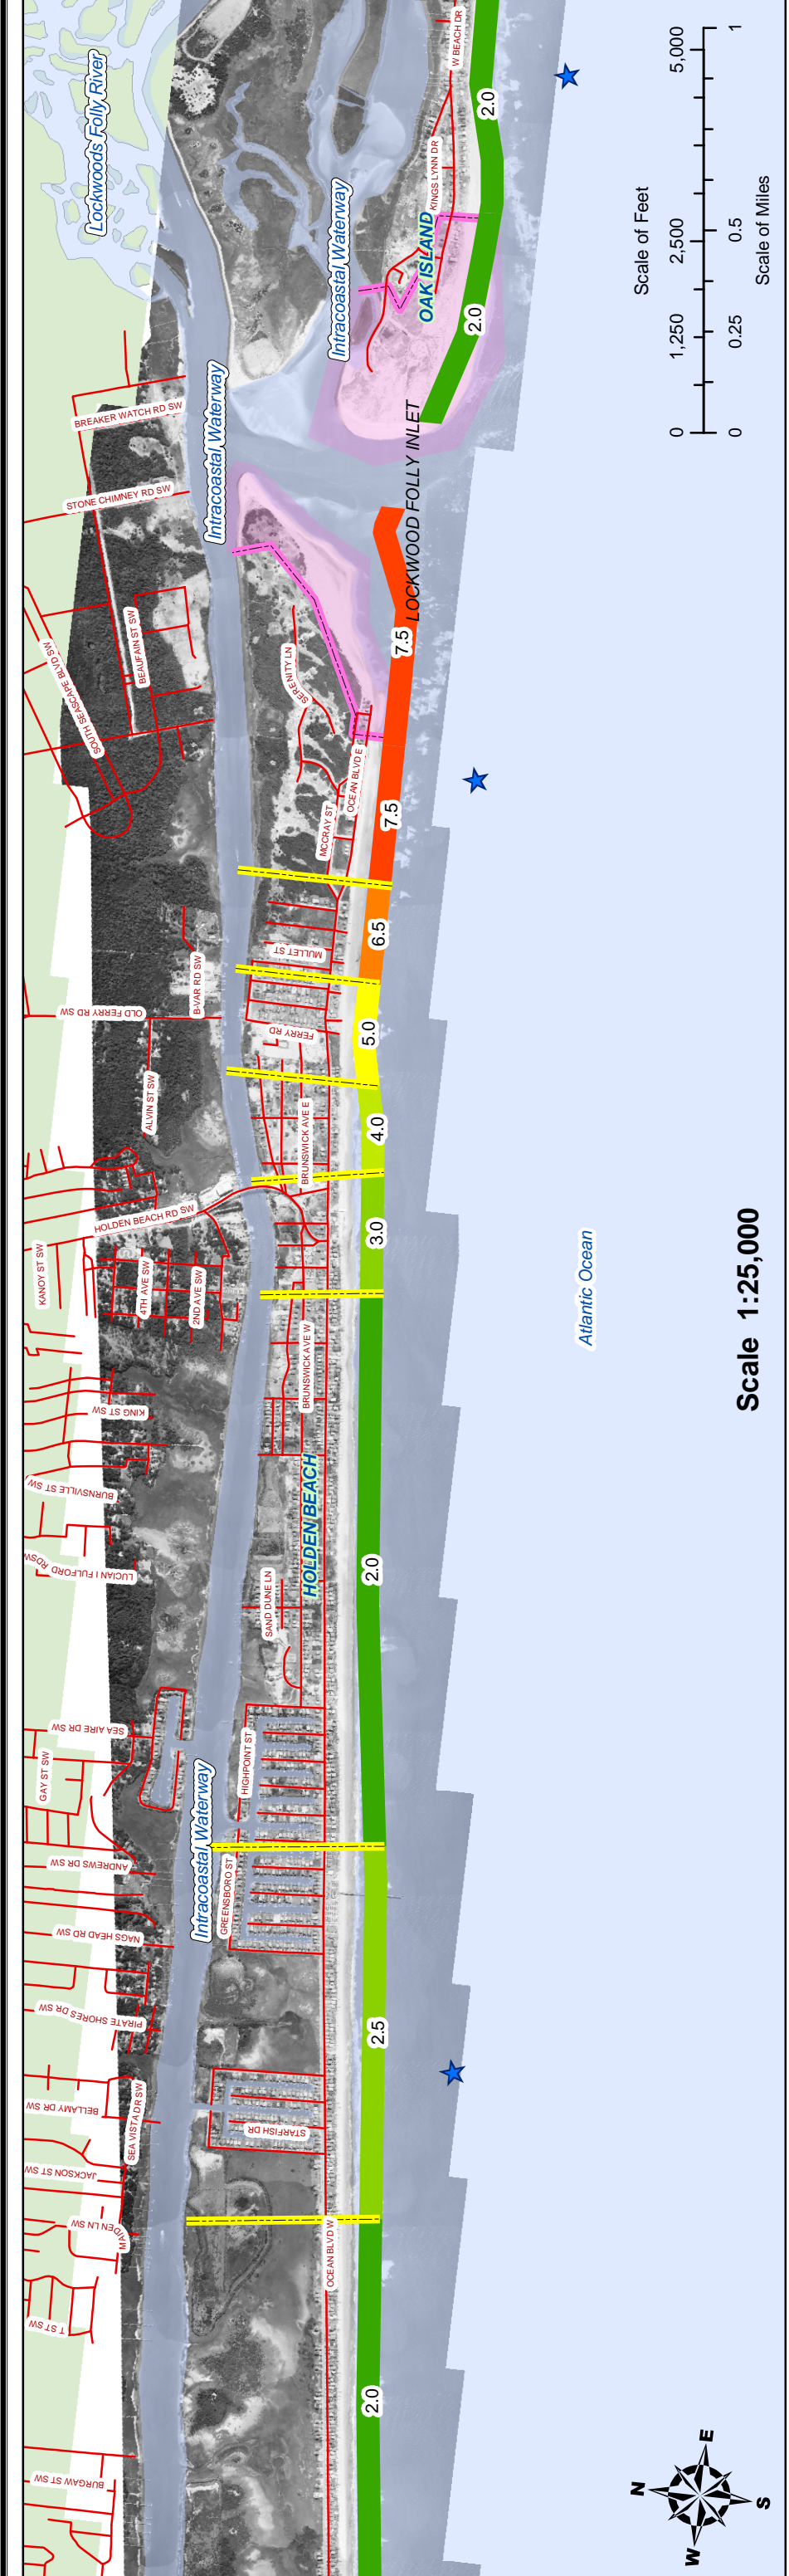 Lockwoods Folly River
Intracoastal Waterway
Intracoastal Waterway
Intracoastal Waterway
W BEACH DR
KINGS LYNN DR
OAK ISLAND
2.0
2.0
LOCKWOOD FOLLY INLET
BREAKER WATCH RD SW
STONE CHIMNEY RD SW
SOUTH SEASCAPE BLVD SW
BEAUFAIN ST SW
SERENITY LN
OCEAN BLVD E
MCCRAY ST
7.5
7.5
6.5
MULLET ST
B-VAR RD SW
OLD FERRY RD SW
FERRY RD
5.0
ALVIN ST SW
BRUNSWICK AVE E
4.0
HOLDEN BEACH RD SW
3.0
KANOY ST SW
4TH AVE SW
2ND AVE SW
BRUNSWICK AVE W
KING ST SW
HOLDEN BEACH
BURNSVILLE ST SW
LUCIAN I FULFORD RD SW
SAND DUNE LN
2.0
SEA AIRE DR SW
GAY ST SW
HIGHPOINT ST
ANDREWS DR SW
GREENSBORO ST
NAGS HEAD RD SW
PIRATE SHORES DR SW
2.5
BELLAMY DR SW
SEA VISTA DR SW
STARFISH DR
JACKSON ST SW
MAIDEN LN SW
OCEAN BLVD W
T ST SW
2.0
BURGAW ST SW
Atlantic Ocean
Scale 1:25,000
Scale of Feet
0 1,250 2,500 5,000
0 0.25 0.5 1
Scale of Miles
N
W E
S